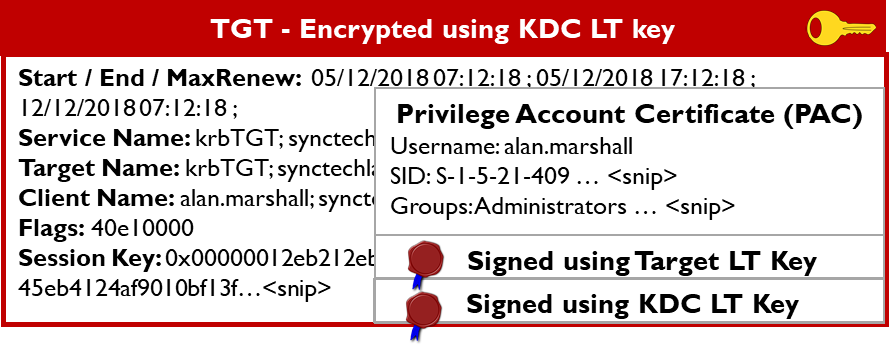 TGT - Encrypted using KDC LT key
Start / End / MaxRenew: 05/12/2018 07:12:18 ; 05/12/2018 17:12:18 ;
12/12/2018 07:12:18 ;
Service Name: krbTGT; synctech
Target Name: krbTGT; synctechla
Client Name: alan.marshall; syncte
Flags: 40e10000
Session Key: 0x00000012eb212eb
45eb4124af9010bf13f…<snip>
Privilege Account Certificate (PAC)
Username: alan.marshall
SID: S-1-5-21-409 … <snip>
Groups: Administrators … <snip>
Signed using Target LT Key
Signed using KDC LT Key